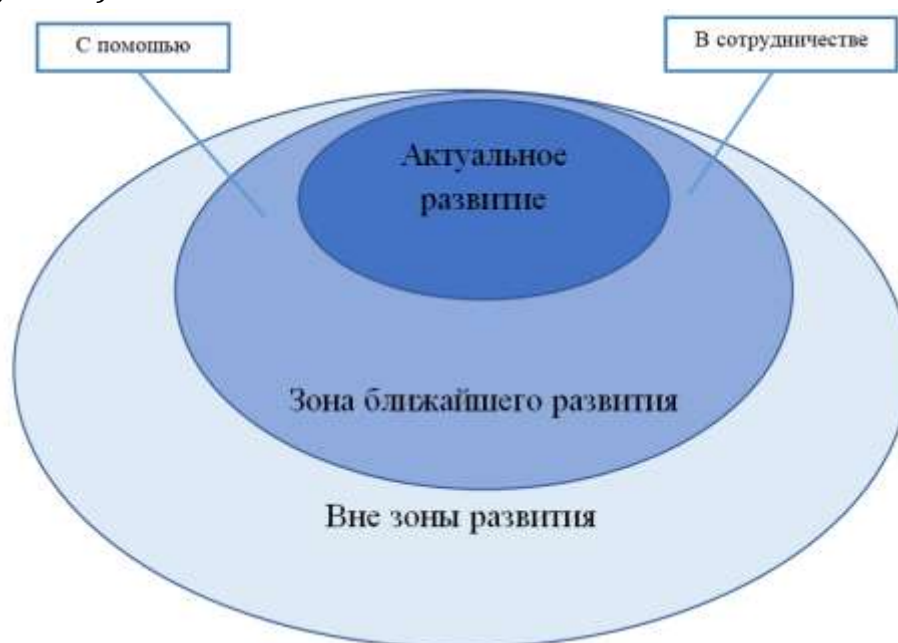 С помощью
В сотрудничестве
Актуальное
развитие
Зона ближайшего развития
Вне зоны развития